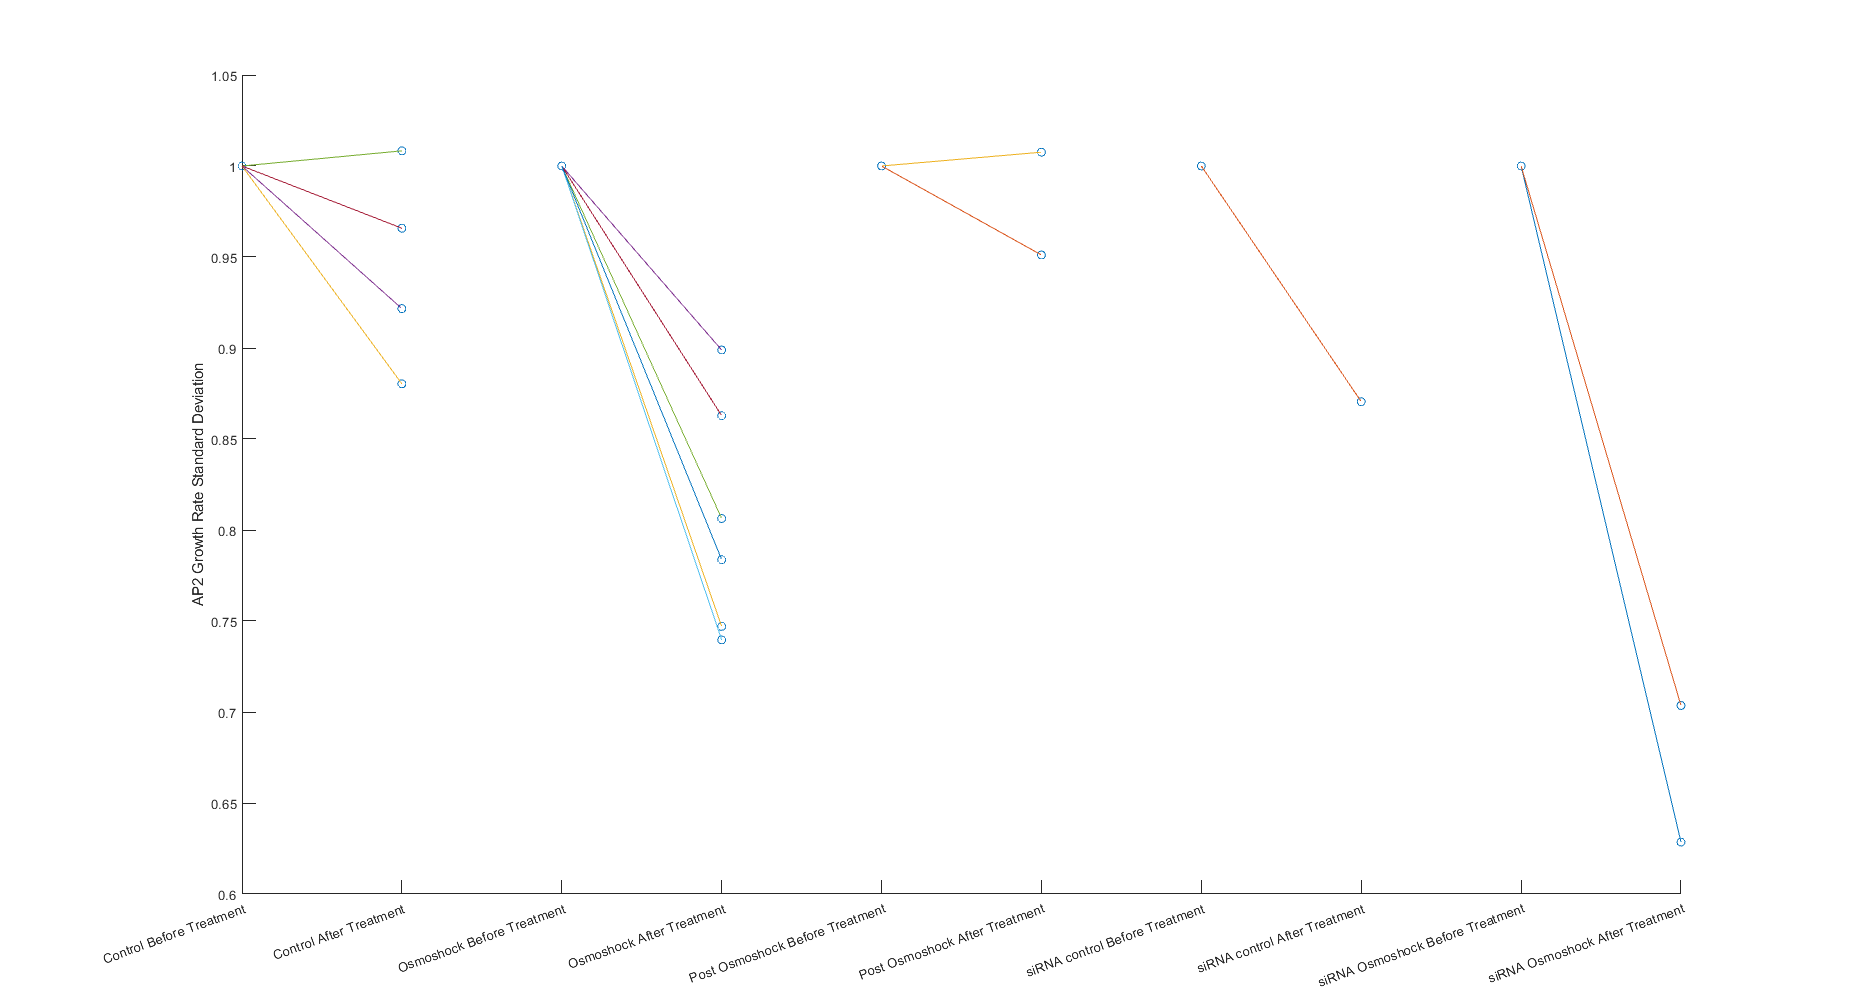 AP2 Growth Rate Standard Deviation
1.05
1
0.95
0.9
0.85
0.8
0.75
0.7
0.65
0.6
Control Before Treatment
Control After Treatment
Osmoshock Before Treatment
Osmoshock After Treatment
Post Osmoshock Before Treatment
Post Osmoshock After Treatment
siRNA control Before Treatment
siRNA control After Treatment
siRNA Osmoshock Before Treatment
siRNA Osmoshock After Treatment